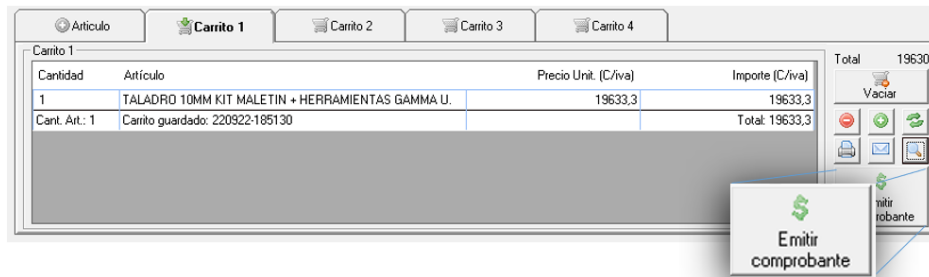 Articulo
Carrito 1
Carrito 2
Carrito 3
Carrito 4
Carrito 1
Total 19630
Cantidad Artículo Precio Unit. (C/iva) Importe (C/iva)
1 TALADRO 10MM KIT MALETIN + HERRAMIENTAS GAMMA U. 19633,3 19633,3
Cant. Art.: 1 Carrito guardado: 220922-185130 Total: 19633,3
Vaciar
Emitir
comprobante